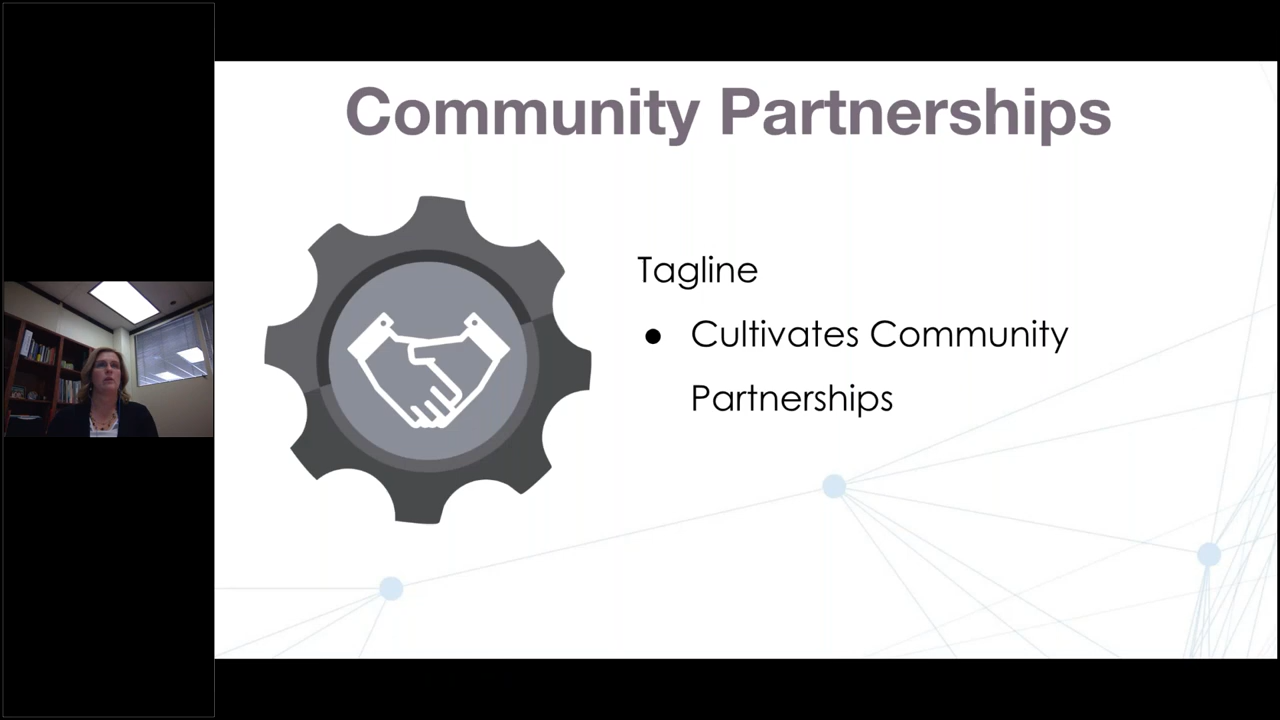 Community Partnerships
Tagline
● Cultivates Community
Partnerships